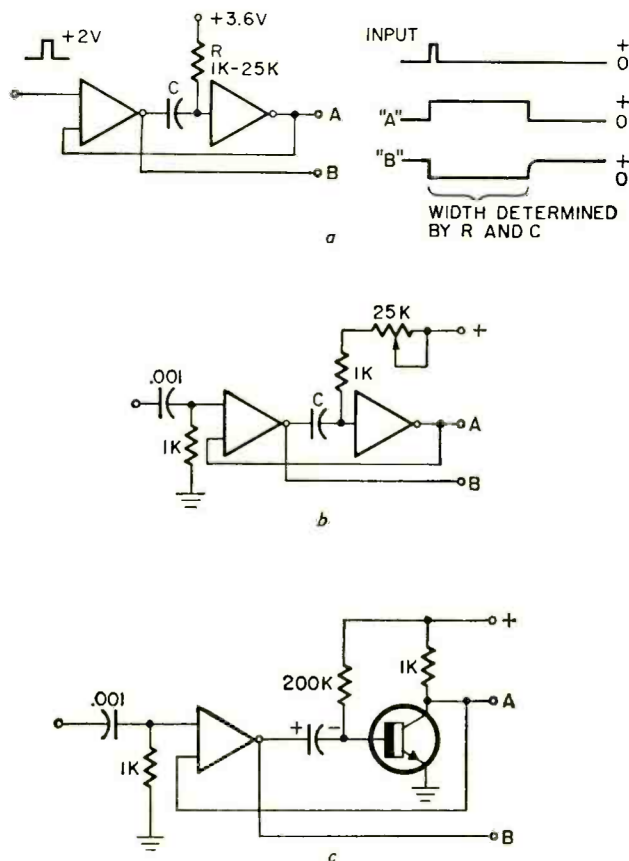 +3.6V
+2V
R
1K-25K
C
A
B
INPUT
+
0
"A"
+
0
"B"
+
0
WIDTH DETERMINED
BY R AND C
a
25K
+
.001
1K
C
1K
A
B
b
+
200K
1K
.001
+
-
A
1K
B
c